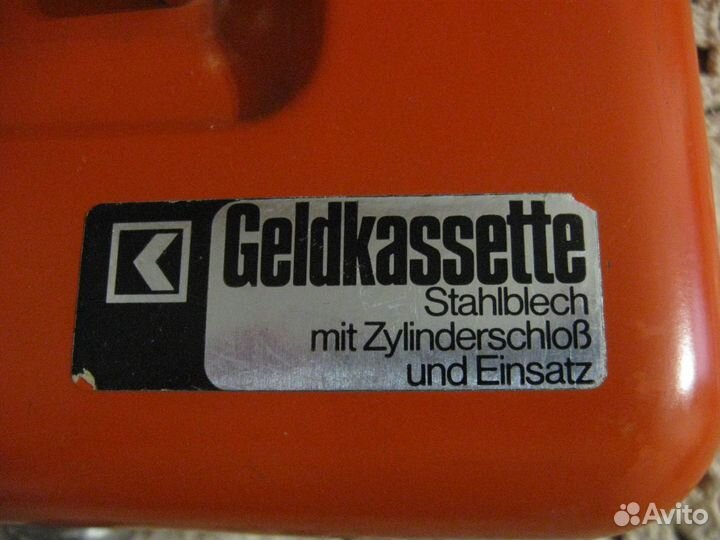 Geldkassette
Stahlblech
mit Zylinderschloß
und Einsatz
Avito